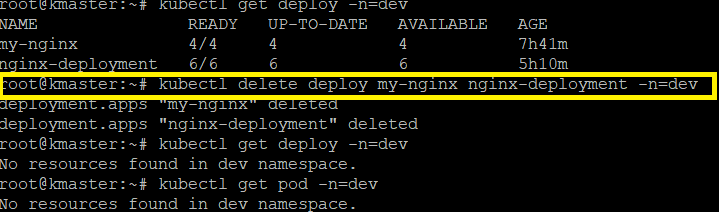 root@kmaster:~# kubectl get deploy -n=dev
NAME READY UP-TO-DATE AVAILABLE AGE
my-nginx 4/4 4 4 7h41m
nginx-deployment 6/6 6 6 5h10m
root@kmaster:~# kubectl delete deploy my-nginx nginx-deployment -n=dev
deployment.apps "my-nginx" deleted
deployment.apps "nginx-deployment" deleted
root@kmaster:~# kubectl get deploy -n=dev
No resources found in dev namespace.
root@kmaster:~# kubectl get pod -n=dev
No resources found in dev namespace.